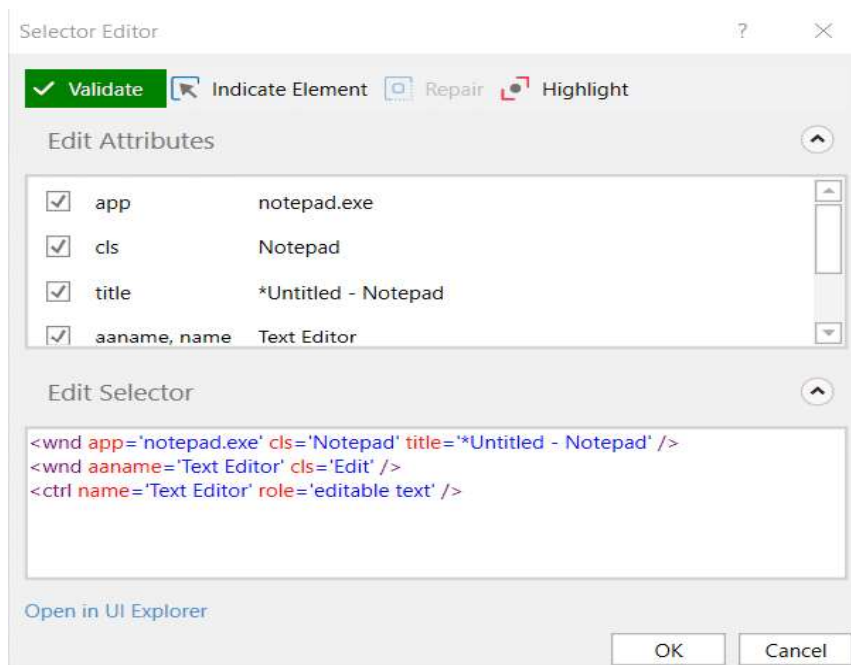 Selector Editor ?
Validate Indicate Element Repair Highlight
Edit Attributes
app notepad.exe
cls Notepad
title *Untitled - Notepad
aaname, name Text Editor
Edit Selector
<wnd app='notepad.exe' cls='Notepad' title='*Untitled - Notepad' />
<wnd aaname='Text Editor' cls='Edit' />
<ctrl name='Text Editor' role='editable text' />
Open in UI Explorer
OK Cancel